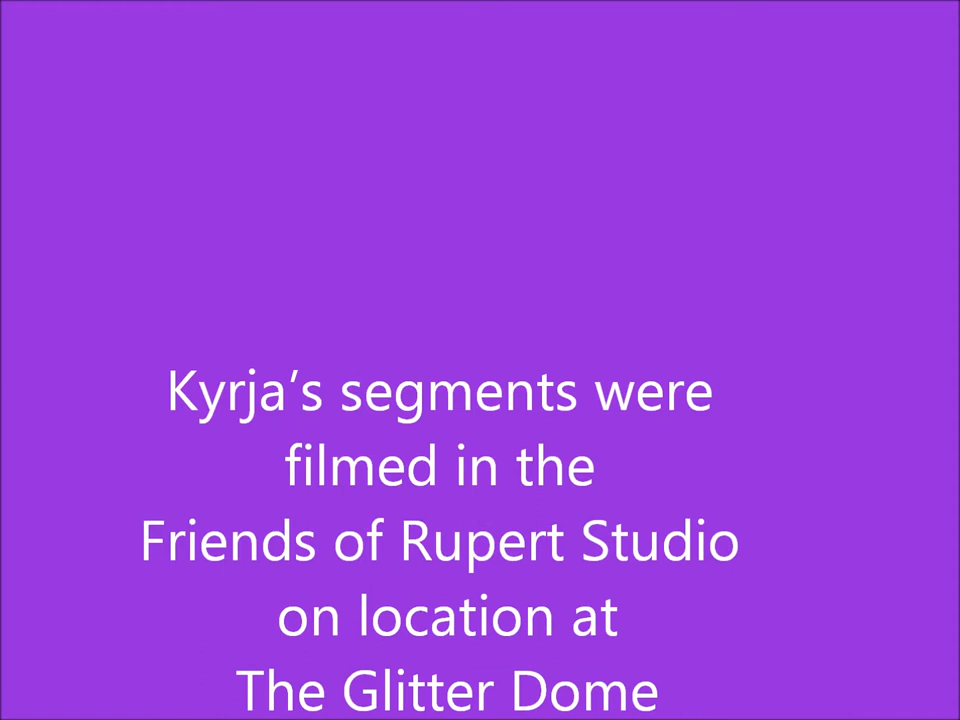 Kyrja’s segments were
filmed in the
Friends of Rupert Studio
on location at
The Glitter Dome